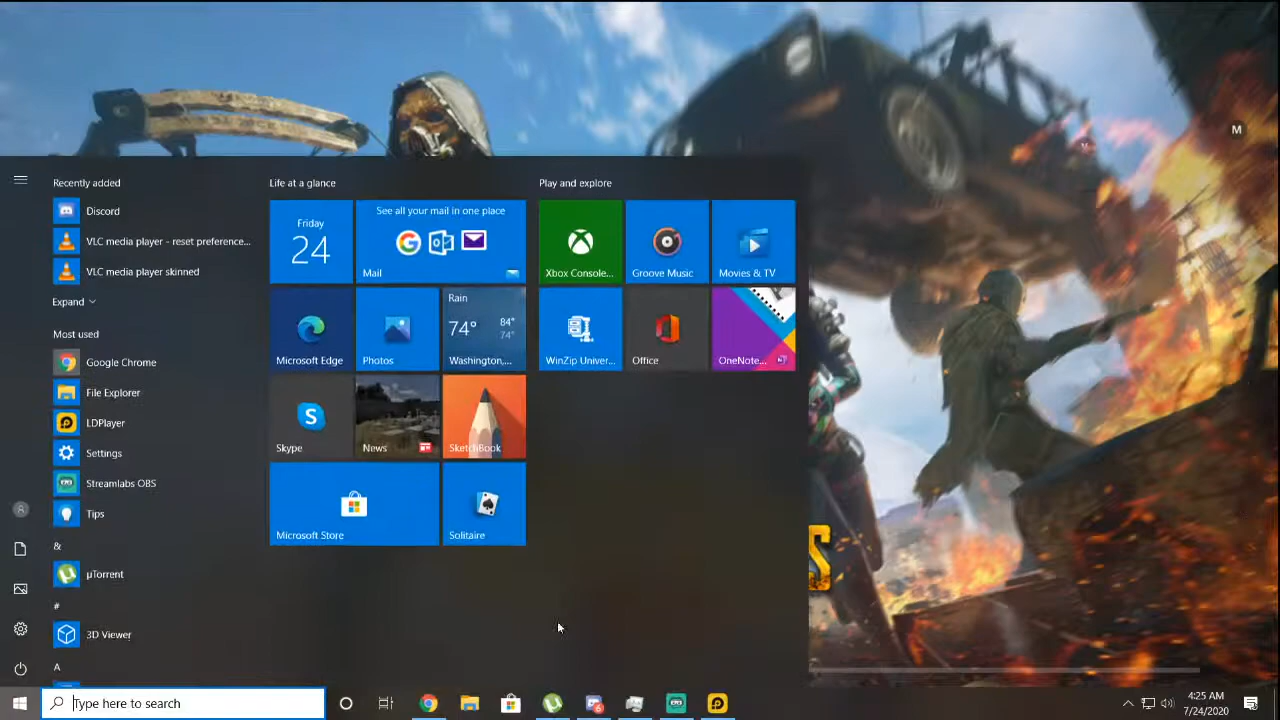 M
Recently added
Discord
VLC media player - reset preference...
VLC media player skinned
Expand
Most used
Google Chrome
File Explorer
LDPlayer
Settings
Streamlabs OBS
Tips
&
µTorrent
#
3D Viewer
A
Life at a glance
Friday
24
See all your mail in one place
Mail
Microsoft Edge
Photos
Rain
74° 84°
74°
Washington,...
Skype
News
SketchBook
Microsoft Store
Solitaire
Play and explore
Xbox Console...
Groove Music
Movies & TV
WinZip Univer...
Office
OneNote...
S
Type here to search
4:25 AM
7/24/2020